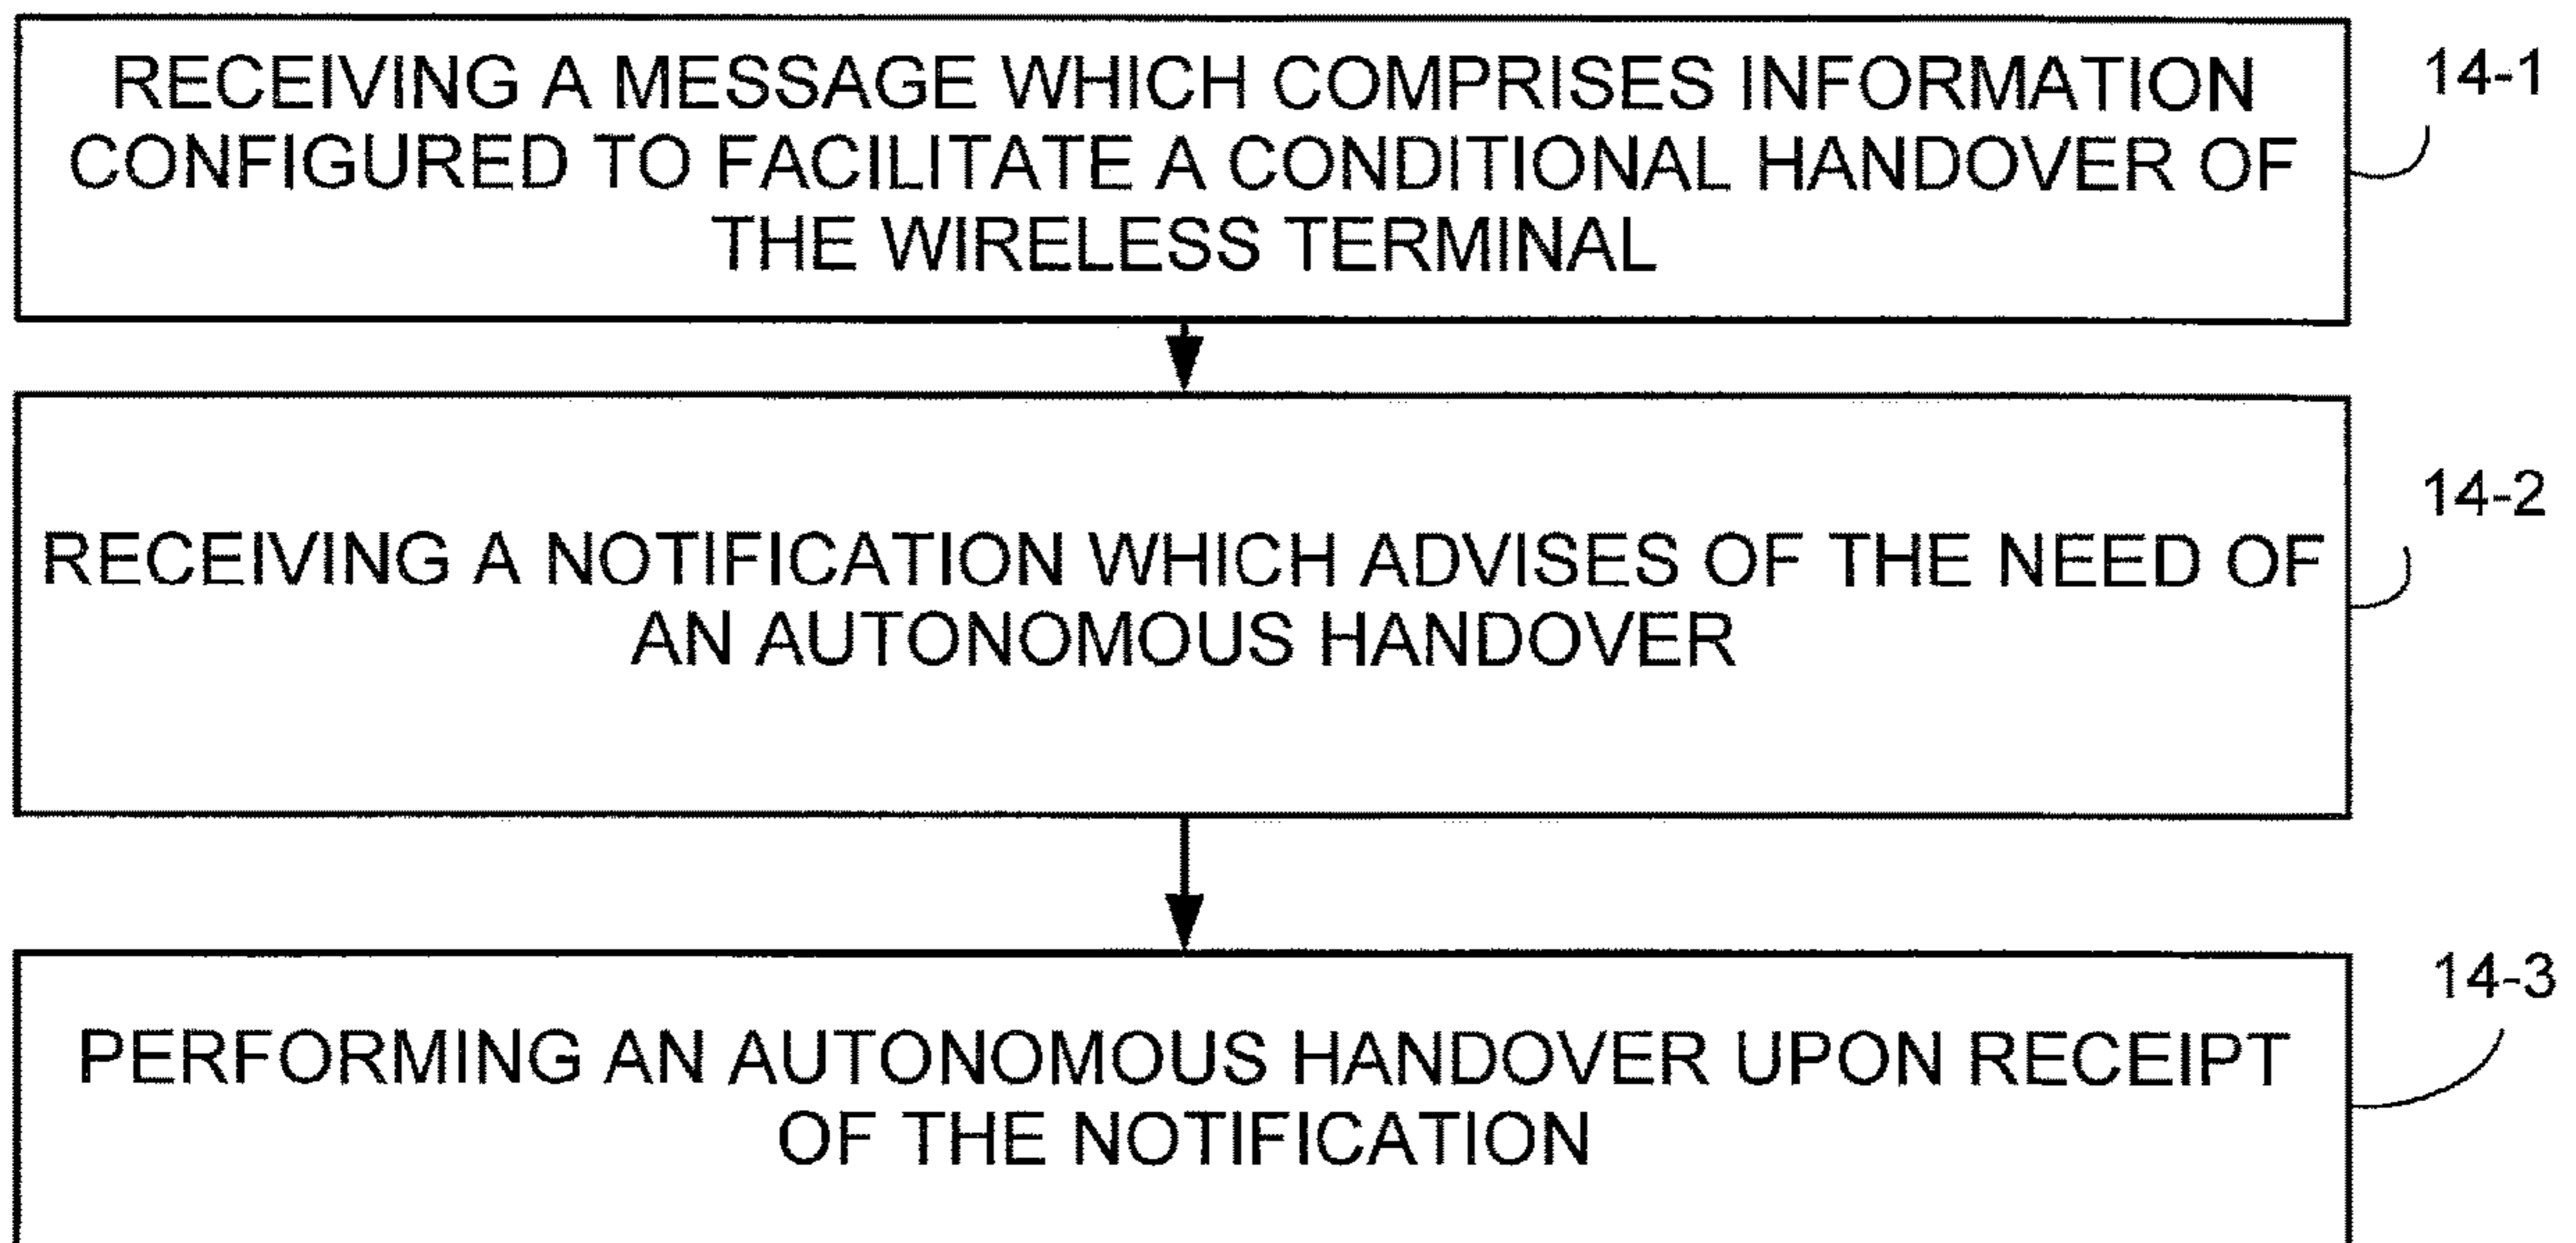 RECEIVING A MESSAGE WHICH COMPRISES INFORMATION
CONFIGURED TO FACILITATE A CONDITIONAL HANDOVER OF
THE WIRELESS TERMINAL
14-1
RECEIVING A NOTIFICATION WHICH ADVISES OF THE NEED OF
AN AUTONOMOUS HANDOVER
14-2
PERFORMING AN AUTONOMOUS HANDOVER UPON RECEIPT
OF THE NOTIFICATION
14-3